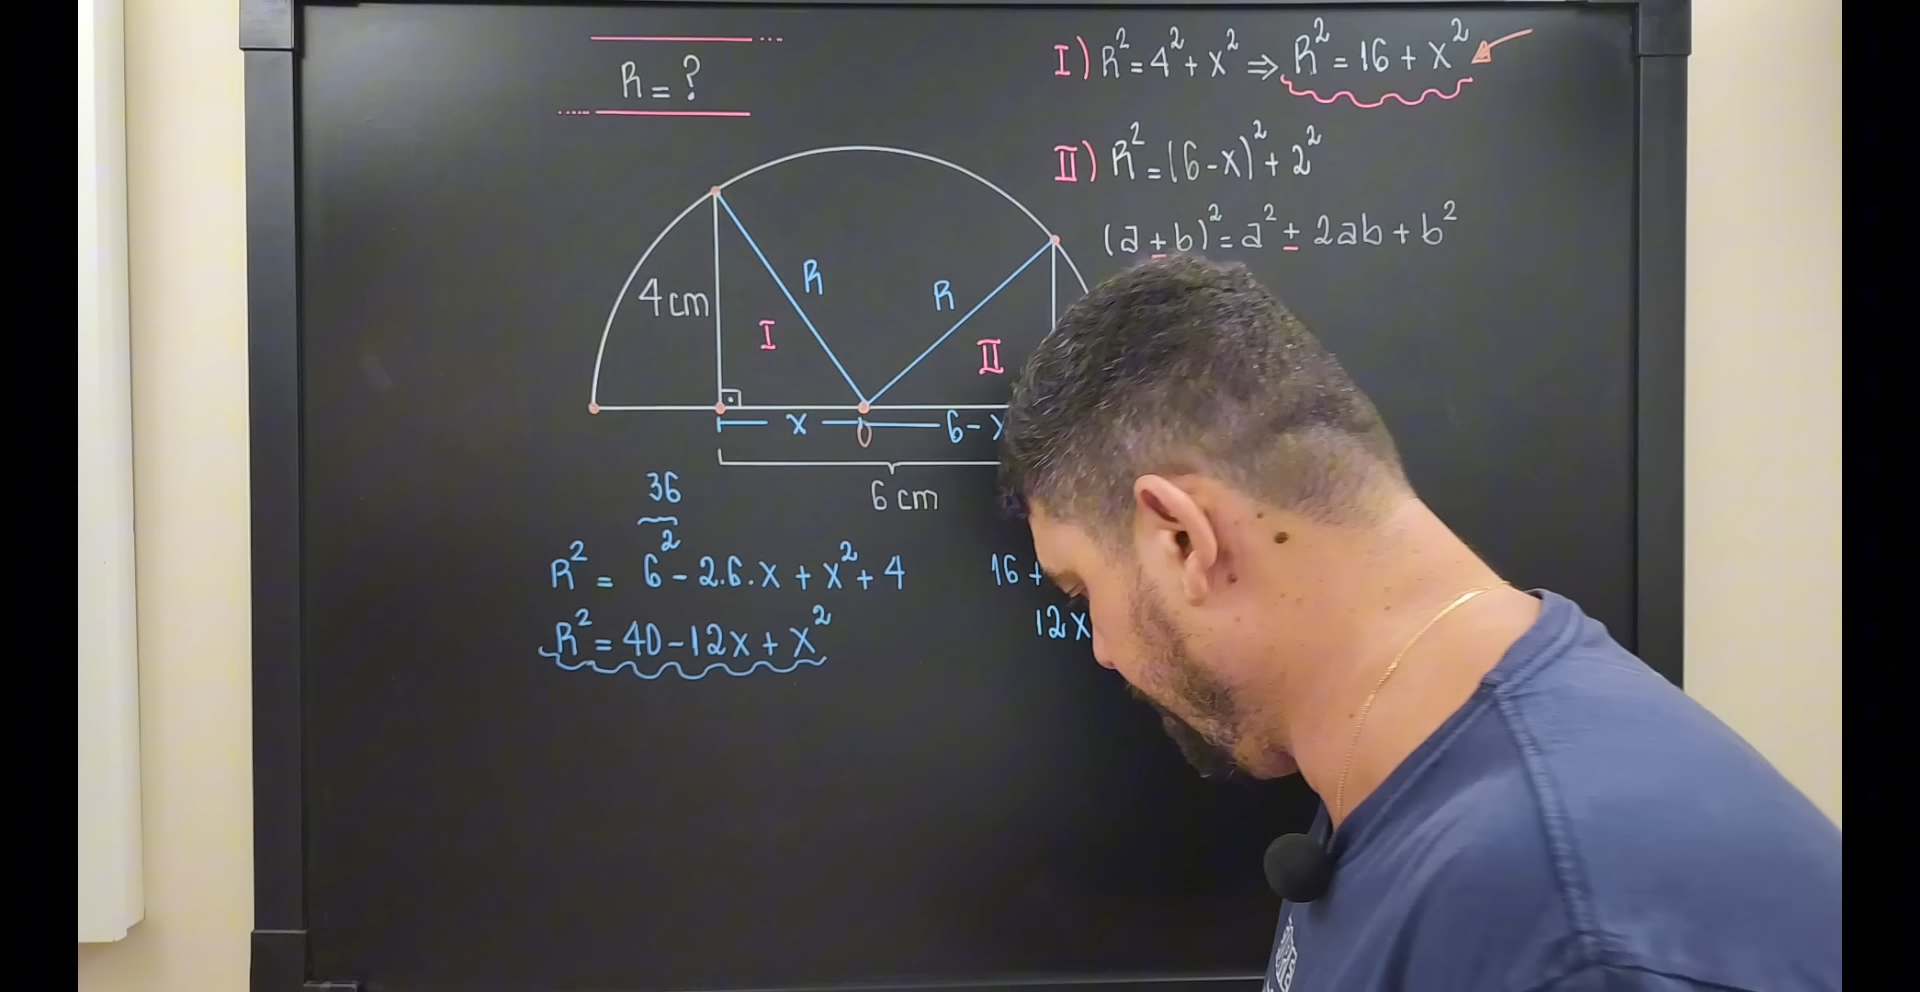 R = ?
I) R² = 4² + x² ⇒ R² = 16 + x²
II) R² = (6 - x)² + 2²
(a ± b)² = a² ± 2ab + b²
4 cm
R
R
I
II
x
0
6 - x
6 cm
36
R² = 6² - 2.6.x + x² + 4
R² = 40 - 12x + x²
16 +
12x